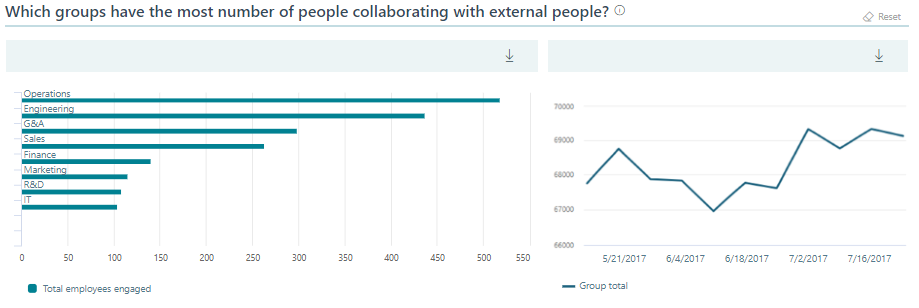 Which groups have the most number of people collaborating with external people?
Reset
Operations
Engineering
G&A
Sales
Finance
Marketing
R&D
IT
0 50 100 150 200 250 300 350 400 450 500 550
Total employees engaged
70000
69000
68000
67000
66000
5/21/2017 6/4/2017 6/18/2017 7/2/2017 7/16/2017
Group total